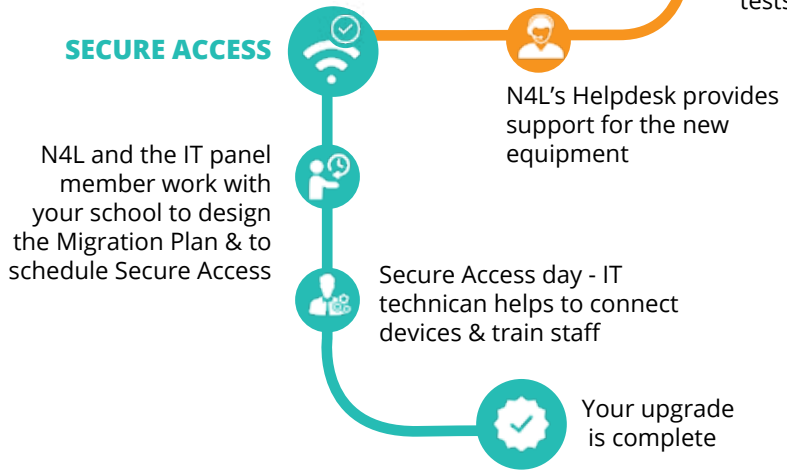 tests
SECURE ACCESS
N4L's Helpdesk provides
support for the new
equipment
N4L and the IT panel
member work with
your school to design
the Migration Plan & to
schedule Secure Access
Secure Access day - IT
technican helps to connect
devices & train staff
Your upgrade
is complete